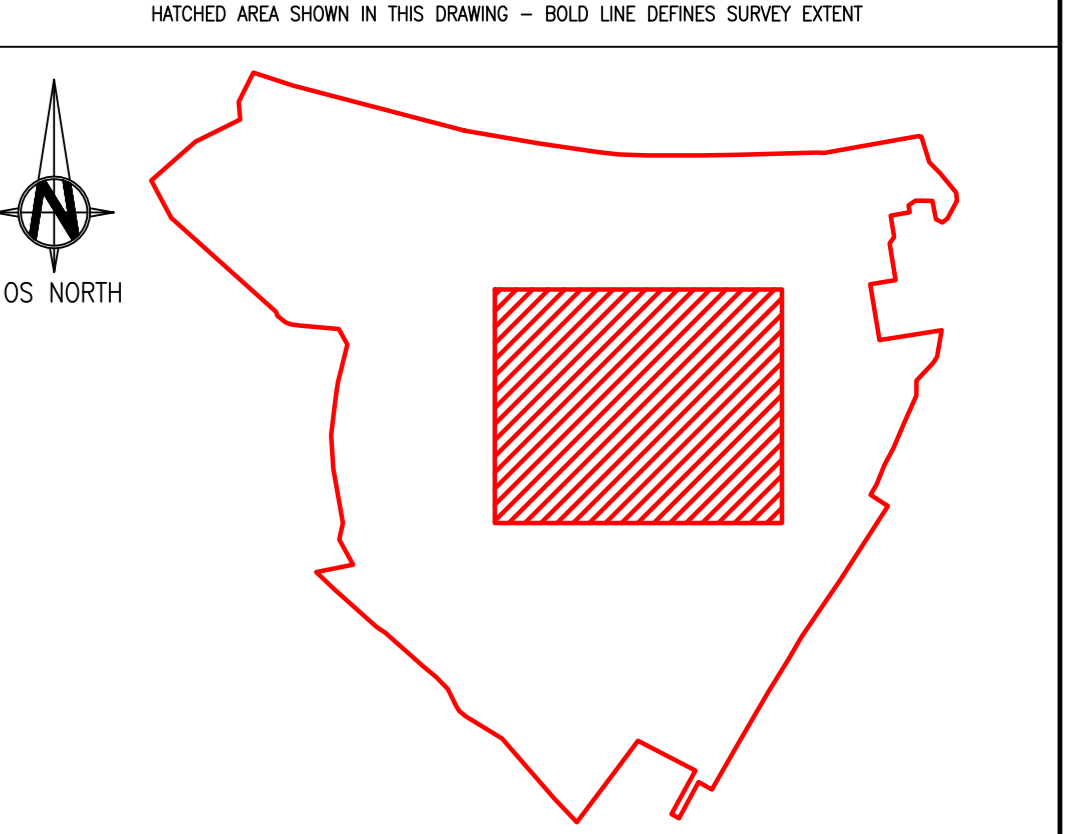 HATCHED AREA SHOWN IN THIS DRAWING – BOLD LINE DEFINES SURVEY EXTENT
N
OS NORTH